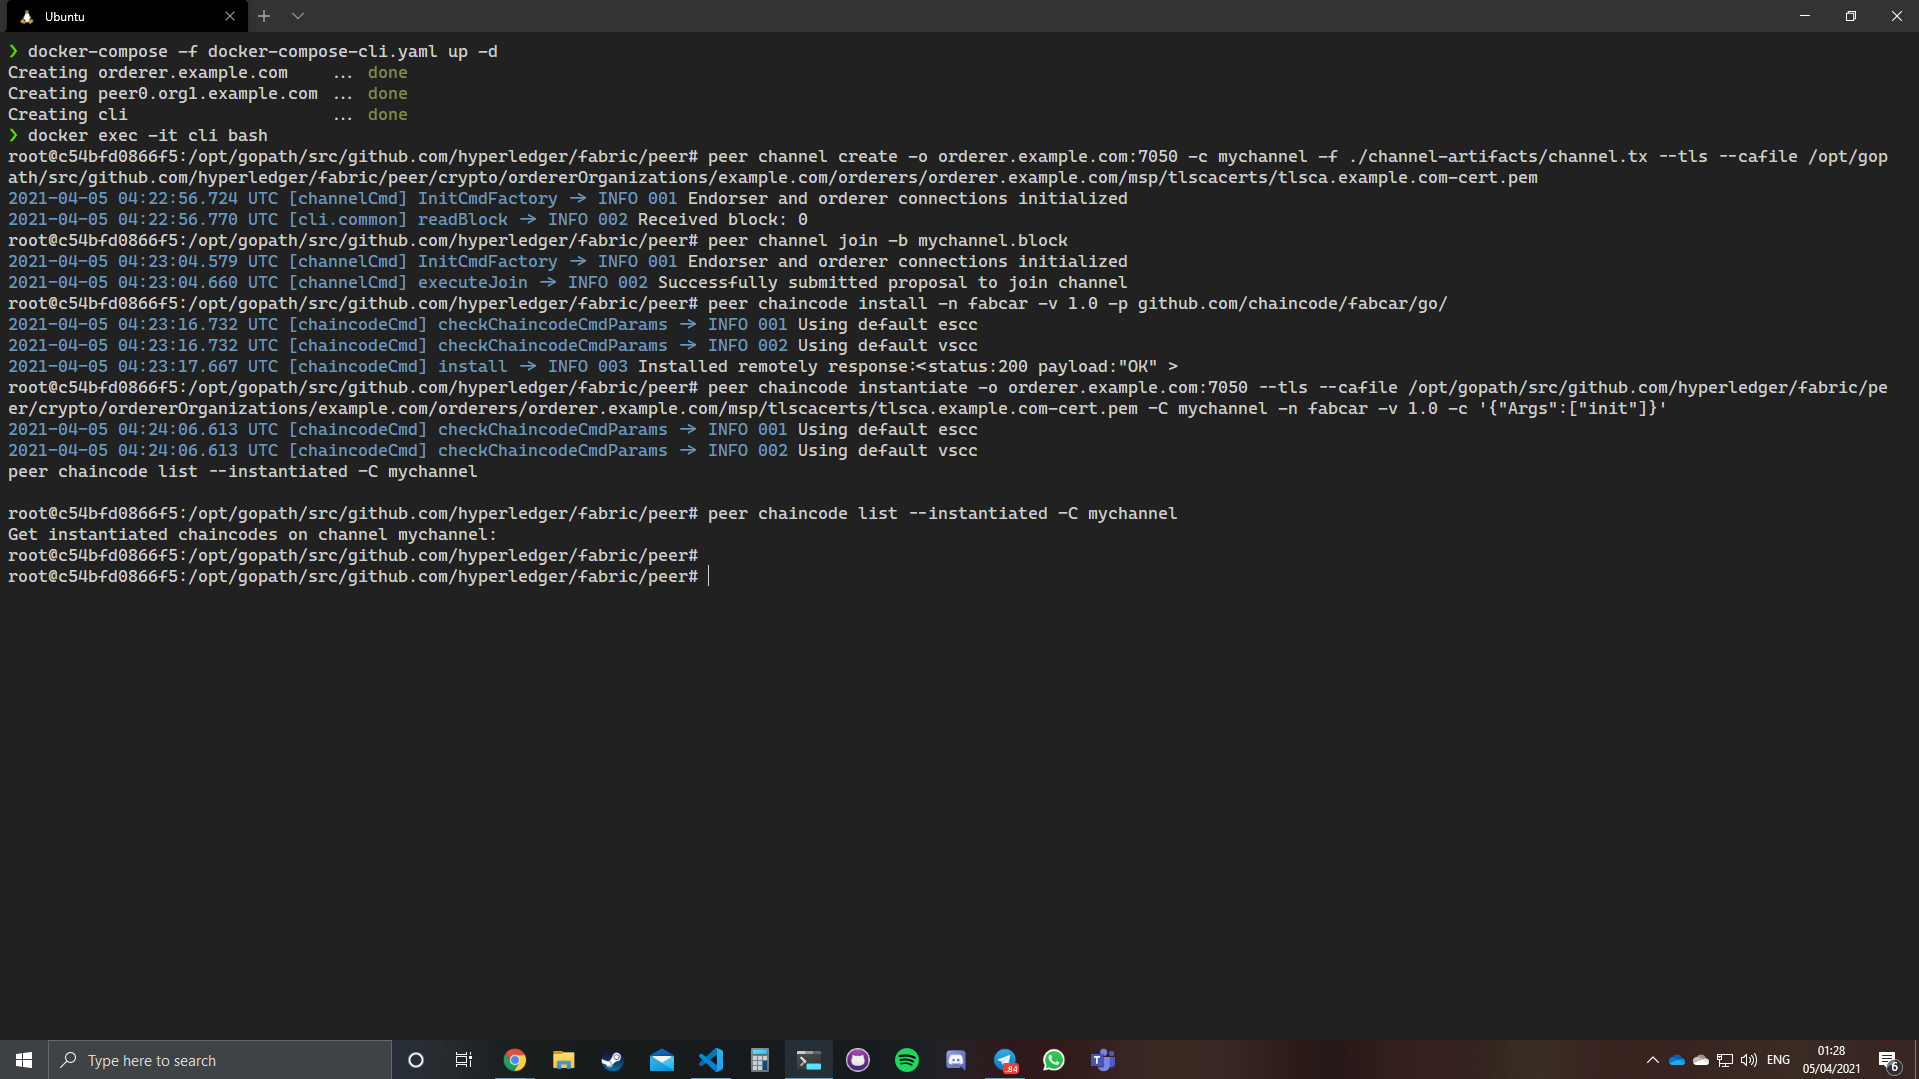 Ubuntu
❯ docker-compose -f docker-compose-cli.yaml up -d
Creating orderer.example.com     ... done
Creating peer0.org1.example.com ... done
Creating cli                     ... done
❯ docker exec -it cli bash
root@c54bfd0866f5:/opt/gopath/src/github.com/hyperledger/fabric/peer# peer channel create -o orderer.example.com:7050 -c mychannel -f ./channel-artifacts/channel.tx --tls --cafile /opt/gop
ath/src/github.com/hyperledger/fabric/peer/crypto/ordererOrganizations/example.com/orderers/orderer.example.com/msp/tlscacerts/tlsca.example.com-cert.pem
2021-04-05 04:22:56.724 UTC [channelCmd] InitCmdFactory -> INFO 001 Endorser and orderer connections initialized
2021-04-05 04:22:56.770 UTC [cli.common] readBlock -> INFO 002 Received block: 0
root@c54bfd0866f5:/opt/gopath/src/github.com/hyperledger/fabric/peer# peer channel join -b mychannel.block
2021-04-05 04:23:04.579 UTC [channelCmd] InitCmdFactory -> INFO 001 Endorser and orderer connections initialized
2021-04-05 04:23:04.660 UTC [channelCmd] executeJoin -> INFO 002 Successfully submitted proposal to join channel
root@c54bfd0866f5:/opt/gopath/src/github.com/hyperledger/fabric/peer# peer chaincode install -n fabcar -v 1.0 -p github.com/chaincode/fabcar/go/
2021-04-05 04:23:16.732 UTC [chaincodeCmd] checkChaincodeCmdParams -> INFO 001 Using default escc
2021-04-05 04:23:16.732 UTC [chaincodeCmd] checkChaincodeCmdParams -> INFO 002 Using default vscc
2021-04-05 04:23:17.667 UTC [chaincodeCmd] install -> INFO 003 Installed remotely response:<status:200 payload:"OK" >
root@c54bfd0866f5:/opt/gopath/src/github.com/hyperledger/fabric/peer# peer chaincode instantiate -o orderer.example.com:7050 --tls --cafile /opt/gopath/src/github.com/hyperledger/fabric/pe
er/crypto/ordererOrganizations/example.com/orderers/orderer.example.com/msp/tlscacerts/tlsca.example.com-cert.pem -C mychannel -n fabcar -v 1.0 -c '{"Args":["init"]}'
2021-04-05 04:24:06.613 UTC [chaincodeCmd] checkChaincodeCmdParams -> INFO 001 Using default escc
2021-04-05 04:24:06.613 UTC [chaincodeCmd] checkChaincodeCmdParams -> INFO 002 Using default vscc
peer chaincode list --instantiated -C mychannel
root@c54bfd0866f5:/opt/gopath/src/github.com/hyperledger/fabric/peer# peer chaincode list --instantiated -C mychannel
Get instantiated chaincodes on channel mychannel:
root@c54bfd0866f5:/opt/gopath/src/github.com/hyperledger/fabric/peer#
root@c54bfd0866f5:/opt/gopath/src/github.com/hyperledger/fabric/peer#
Type here to search
84
ENG
01:28
05/04/2021
6